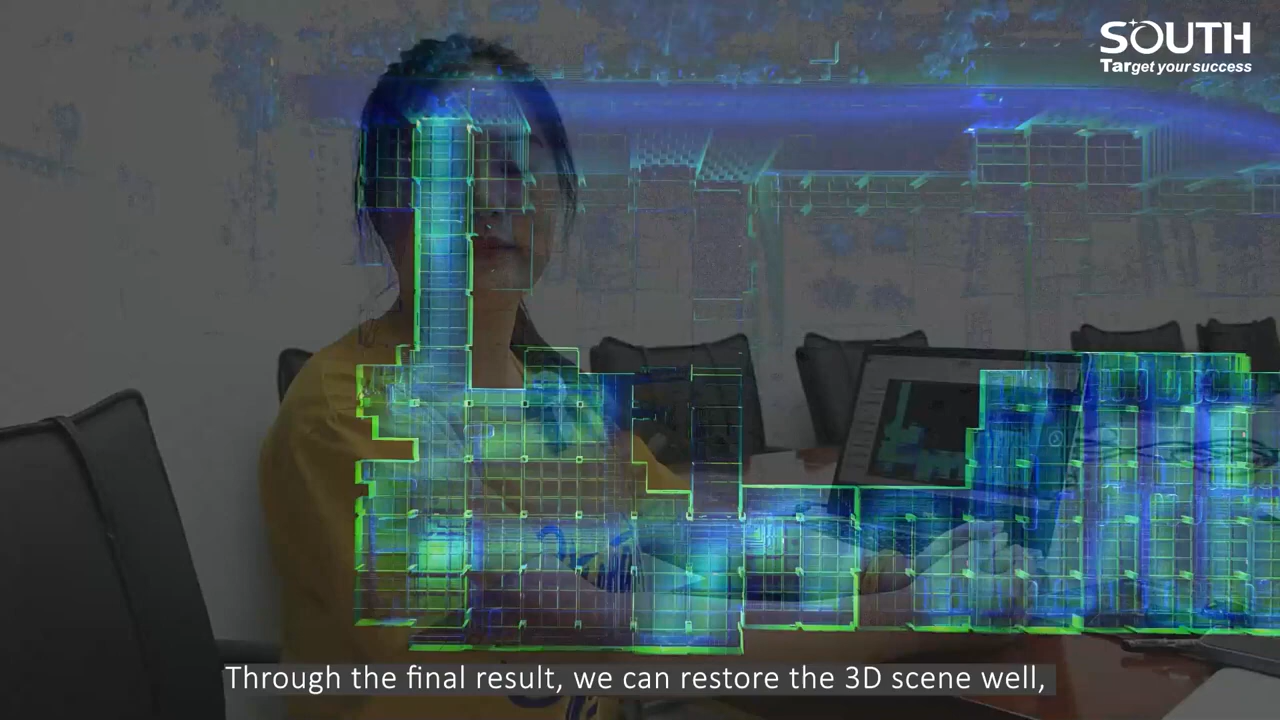 SOUTH
Target your success
Through the final result, we can restore the 3D scene well,